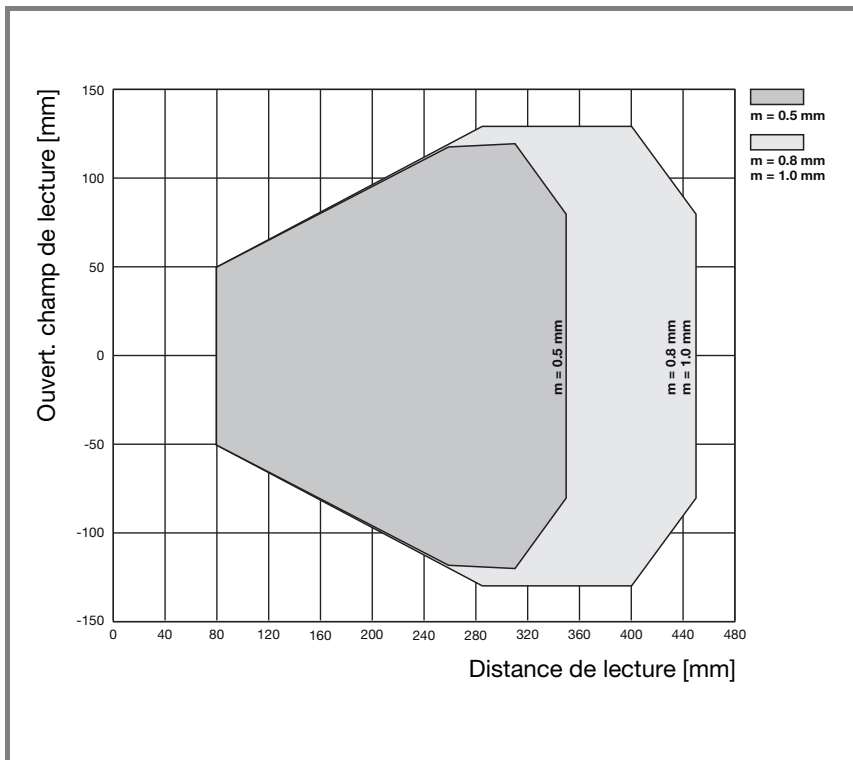 Ouvert. champ de lecture [mm]
150
100
50
0
-50
-100
-150
0 40 80 120 160 200 240 280 320 360 400 440 480
Distance de lecture [mm]
m = 0.5 mm
m = 0.8 mm
m = 1.0 mm
m = 0.5 mm
m = 0.8 mm
m = 1.0 mm